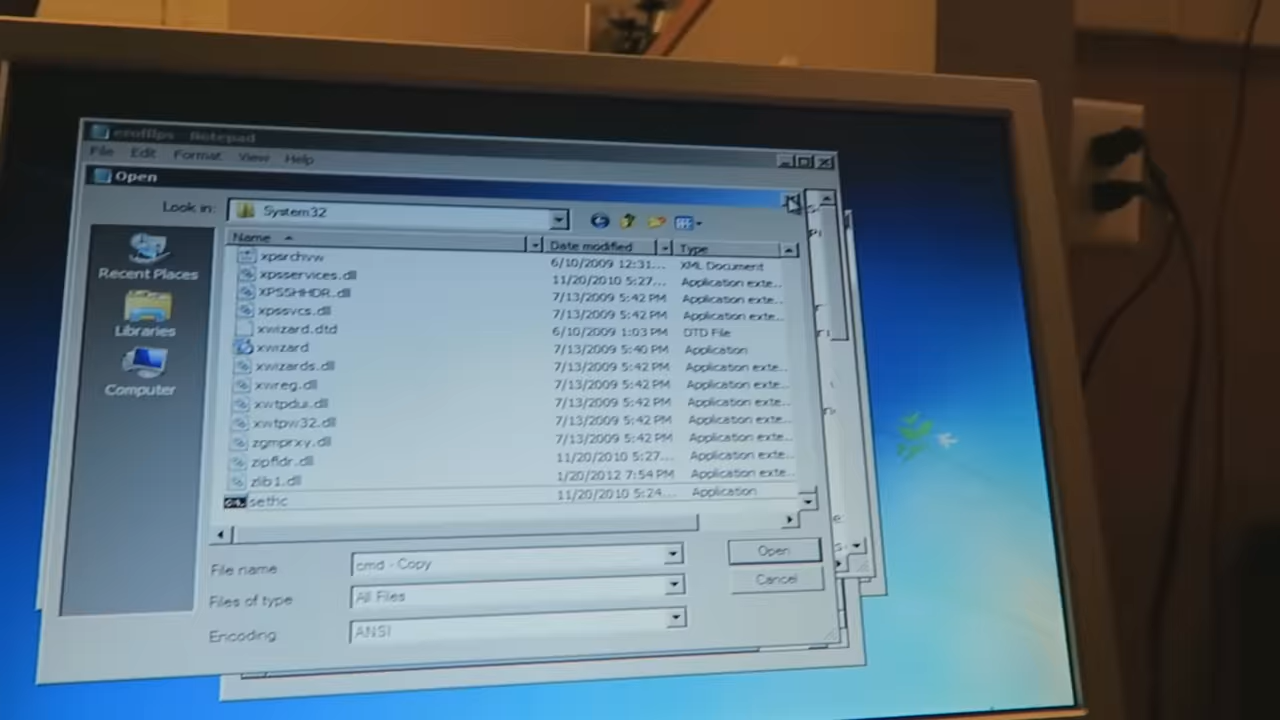 erofflps - Notepad
File Edit Format View Help
Open
Look in: System32
Recent Places
Libraries
Computer
Name Date modified Type
xpsrchvw 6/10/2009 12:31... XML Document
xpsservices.dll 11/20/2010 5:27... Application exte...
XPSSHHDR.dll 7/13/2009 5:42 PM Application exte...
xpssvcs.dll 7/13/2009 5:42 PM Application exte...
xwizard.dtd 6/10/2009 1:03 PM DTD File
xwizard 7/13/2009 5:40 PM Application
xwizards.dll 7/13/2009 5:42 PM Application exte...
xwreg.dll 7/13/2009 5:42 PM Application exte...
xwtpdui.dll 7/13/2009 5:42 PM Application exte...
xwtpw32.dll 7/13/2009 5:42 PM Application exte...
zgmprxy.dll 7/13/2009 5:42 PM Application exte...
zipfldr.dll 11/20/2010 5:27... Application exte...
zlib1.dll 1/20/2012 7:54 PM Application exte...
sethc 11/20/2010 5:24... Application
File name cmd - Copy
Open
Files of type All Files
Cancel
Encoding ANSI